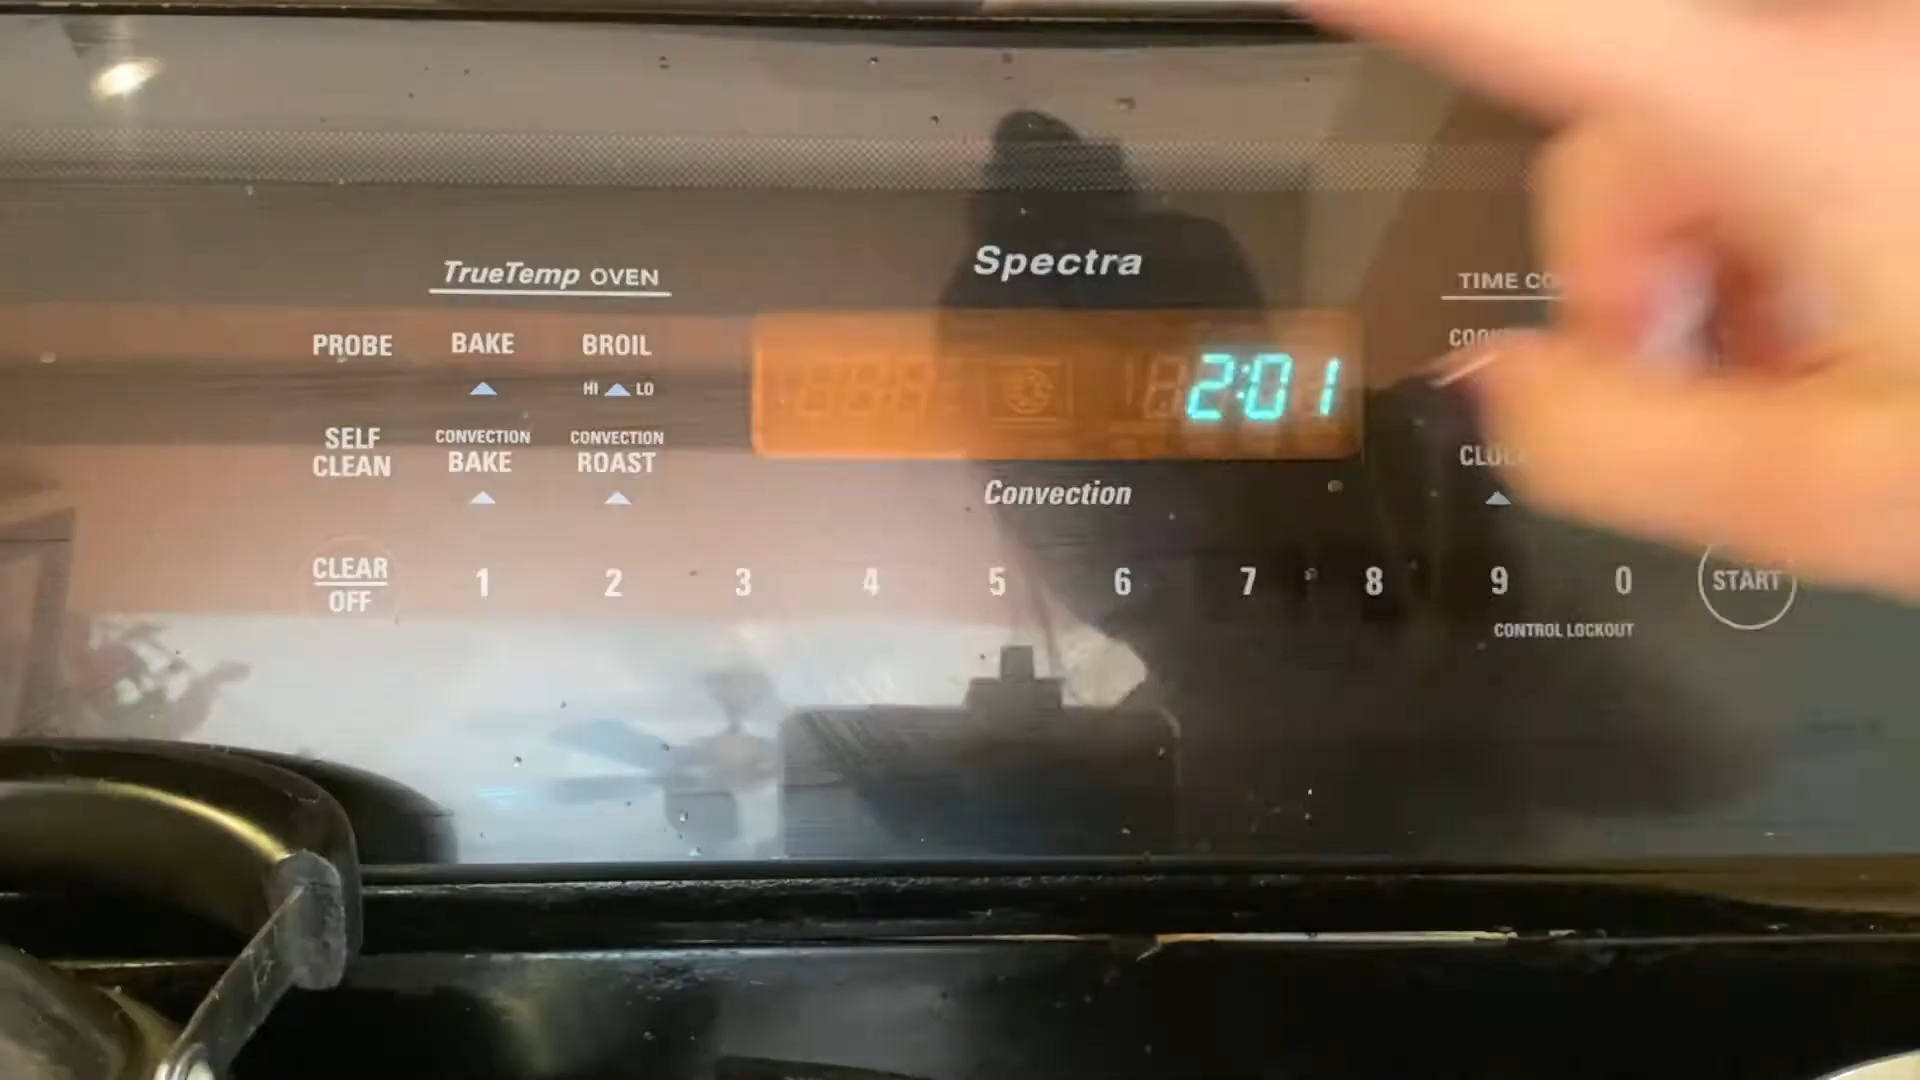 TrueTemp OVEN
Spectra
TIME
PROBE
BAKE
BROIL
HI LO
2:01
SELF CLEAN
CONVECTION BAKE
CONVECTION ROAST
Convection
CLEAR
OFF
1 2 3 4 5 6 7 8 9 0
START
CONTROL LOCKOUT